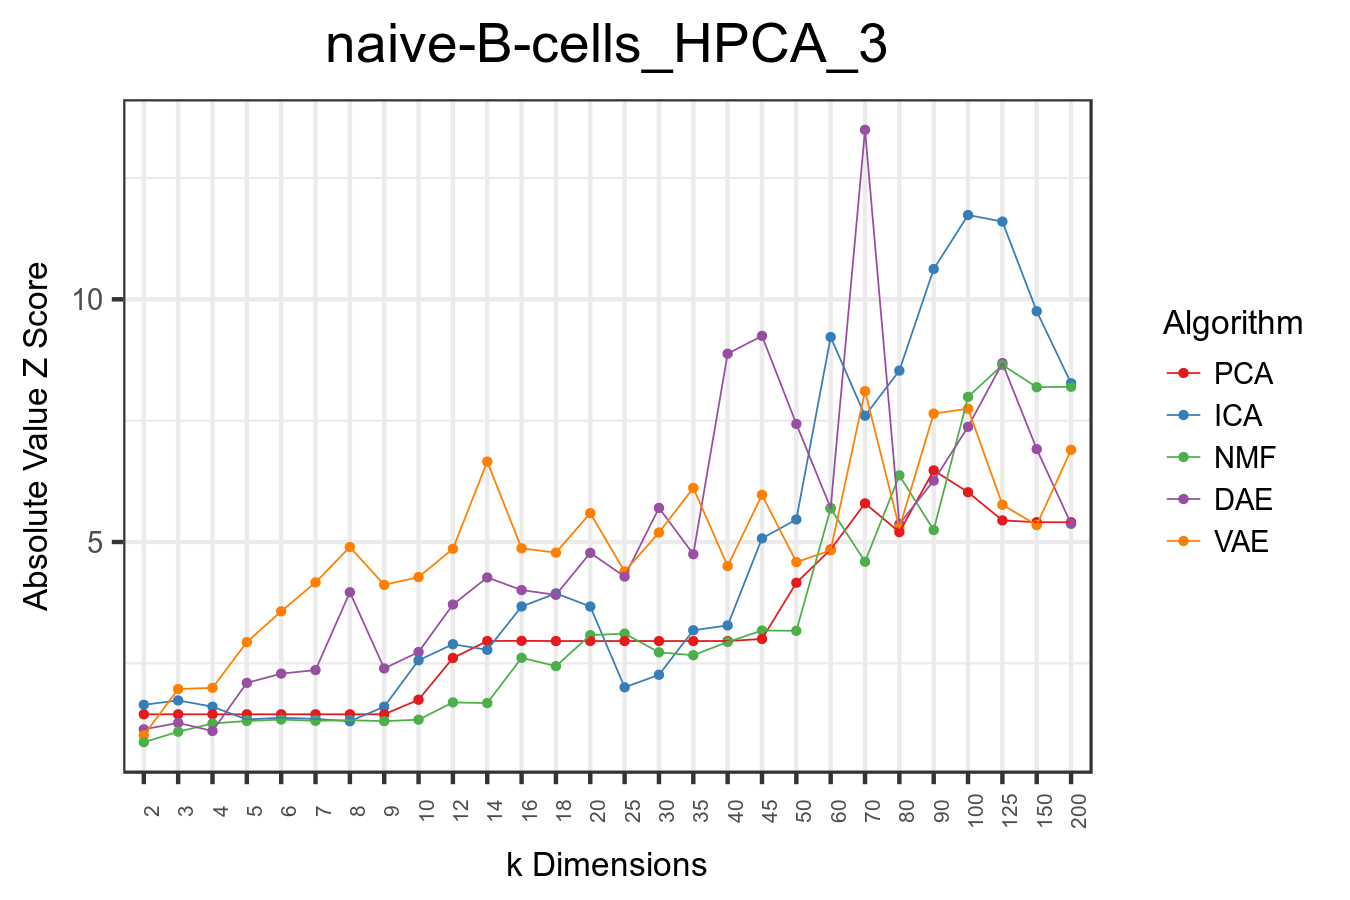 naive-B-cells_HPCA_3
Absolute Value Z Score
10
5
2 3 4 5 6 7 8 9 10 12 14 16 18 20 25 30 35 40 45 50 60 70 80 90 100 125 150 200
k Dimensions
Algorithm
PCA
ICA
NMF
DAE
VAE